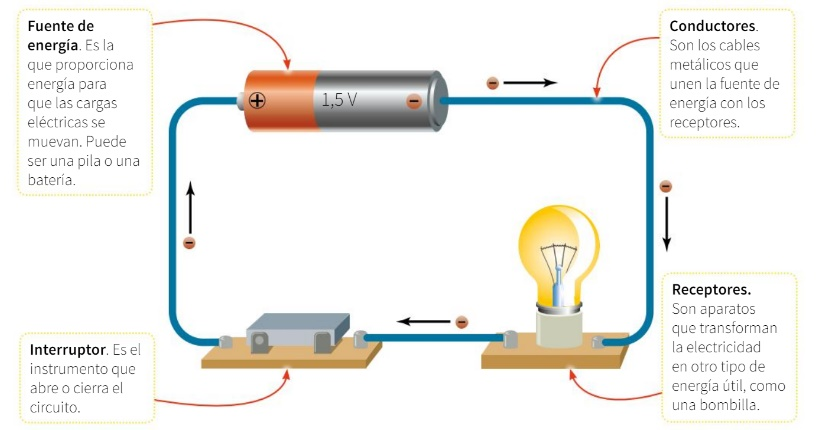 Fuente de
energía. Es la
que proporciona
energía para
que las cargas
eléctricas se
muevan. Puede
ser una pila o una
batería.
+
1,5 V
-
-
Conductores.
Son los cables
metálicos que
unen la fuente de
energía con los
receptores.
-
-
-
Interruptor. Es el
instrumento que
abre o cierra el
circuito.
Receptores.
Son aparatos
que transforman
la electricidad
en otro tipo de
energía útil, como
una bombilla.